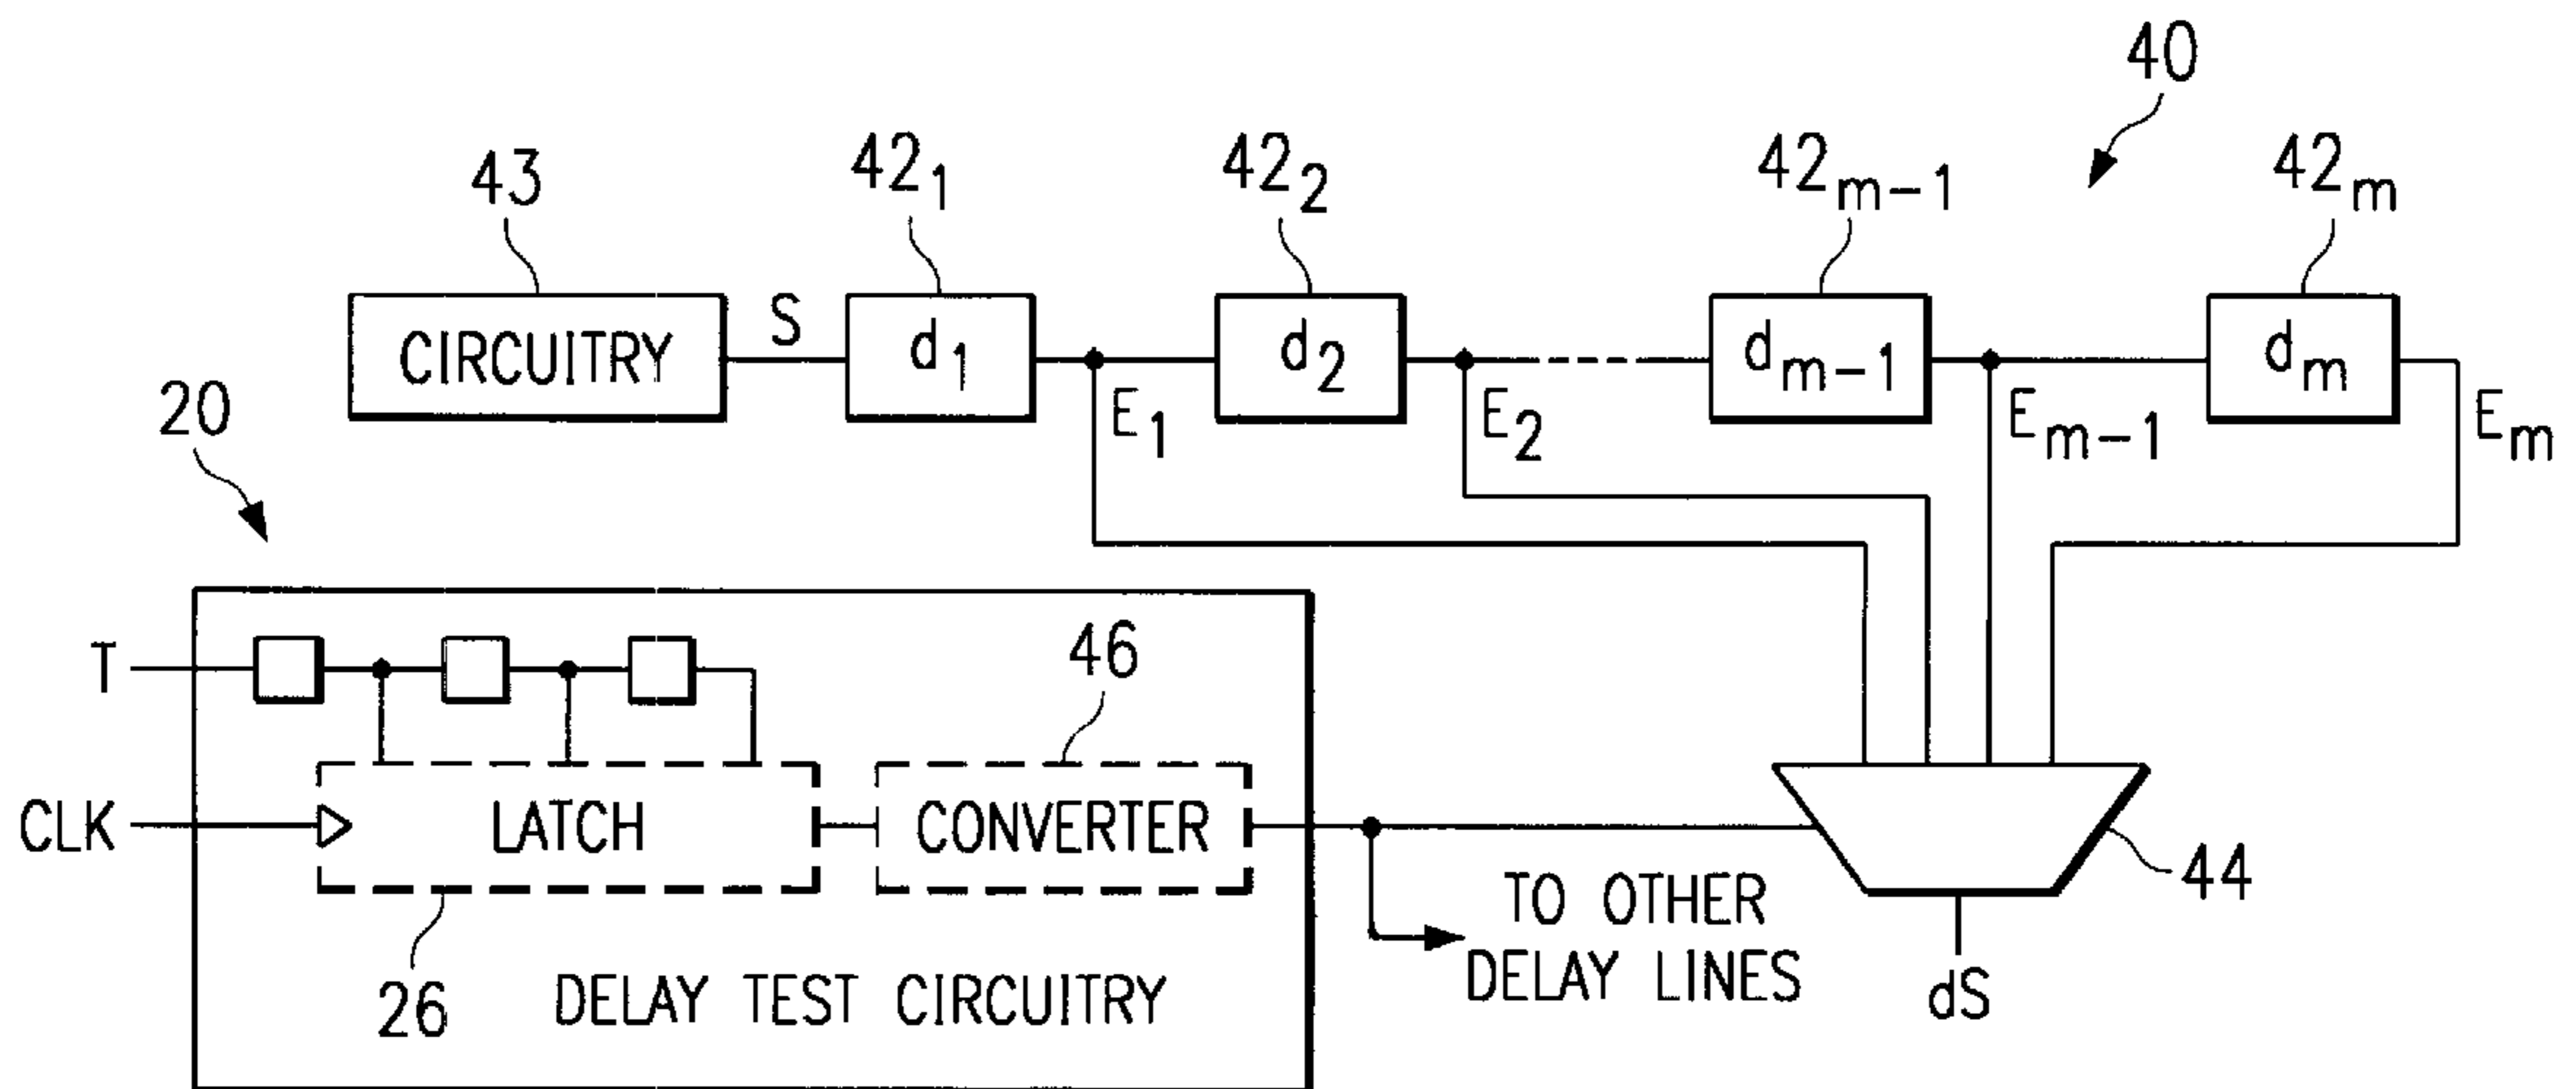 40
43
42₁
42₂
42ₘ₋₁
42ₘ
CIRCUITRY
S
d₁
d₂
dₘ₋₁
dₘ
E₁
E₂
Eₘ₋₁
Eₘ
20
T
46
CLK
LATCH
CONVERTER
44
26
DELAY TEST CIRCUITRY
TO OTHER
DELAY LINES
dS